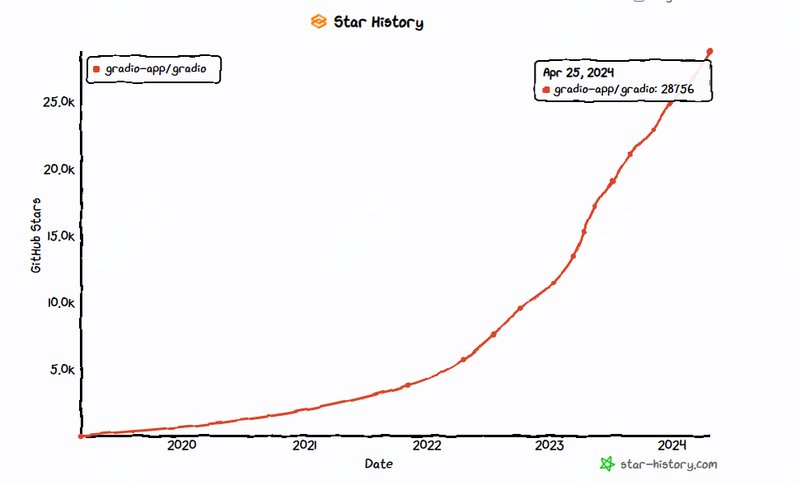 Star History
gradio-app/gradio
Apr 25, 2024
gradio-app/gradio: 28756
25.0k
20.0k
15.0k
10.0k
5.0k
GitHub Stars
2020 2021 2022 2023 2024
Date
star-history.com